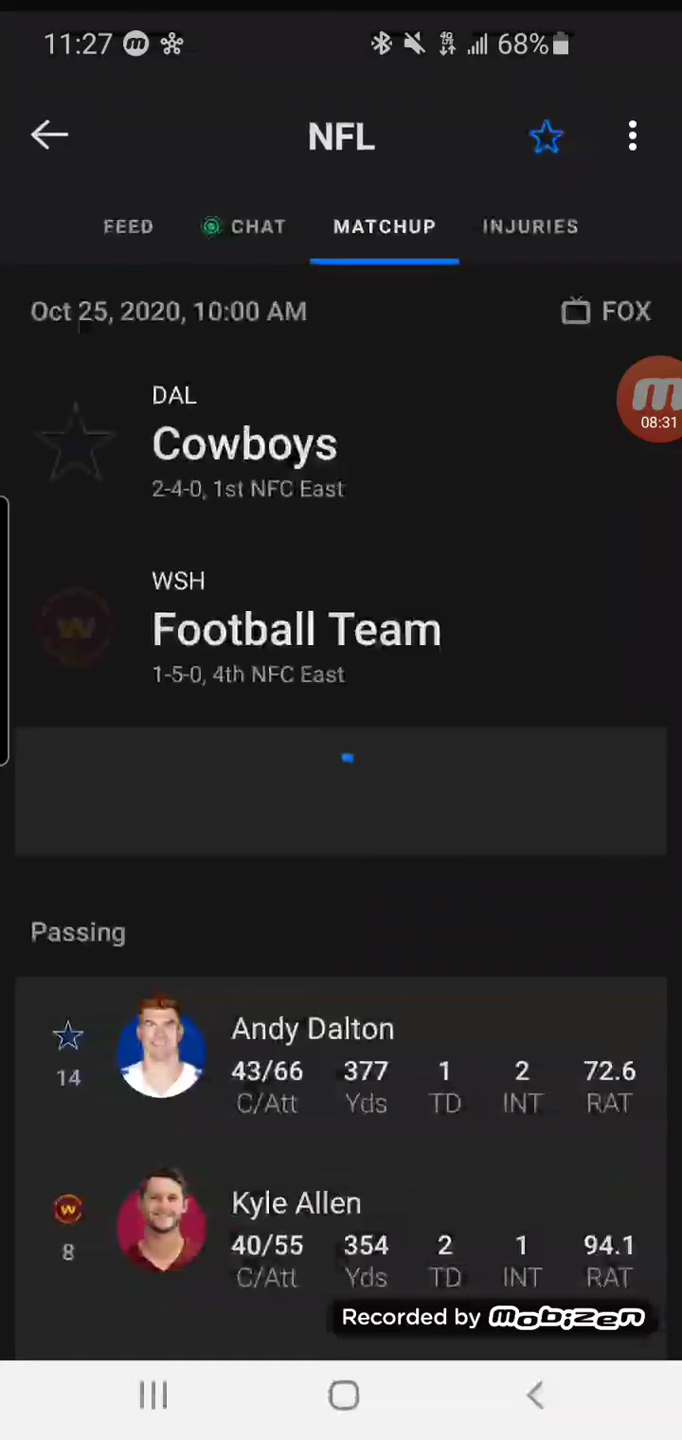 11:27 68%
NFL
FEED CHAT MATCHUP INJURIES
Oct 25, 2020, 10:00 AM FOX
DAL
Cowboys
2-4-0, 1st NFC East
08:31
WSH
Football Team
1-5-0, 4th NFC East
Passing
Andy Dalton
43/66 377 1 2 72.6
14 C/Att Yds TD INT RAT
Kyle Allen
40/55 354 2 1 94.1
8 C/Att Yds TD INT RAT
Recorded by mobizen